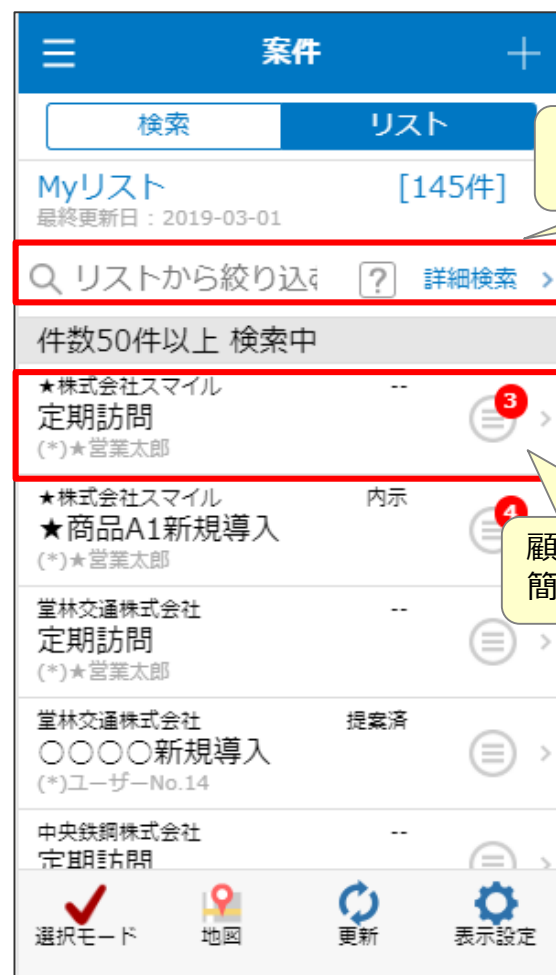 案件
検索
リスト
Myリスト
[145件]
最終更新日：2019-03-01
リストから絞り込
?
詳細検索
件数50件以上 検索中
★株式会社スマイル
--
定期訪問
3
(*)★営業太郎
★株式会社スマイル
内示
★商品A1新規導入
4
(*)★営業太郎
顧
簡
堂林交通株式会社
--
定期訪問
(*)★営業太郎
堂林交通株式会社
提案済
〇〇〇〇新規導入
(*)ユーザーNo.14
中央鉄鋼株式会社
--
定期訪問
選択モード
地図
更新
表示設定